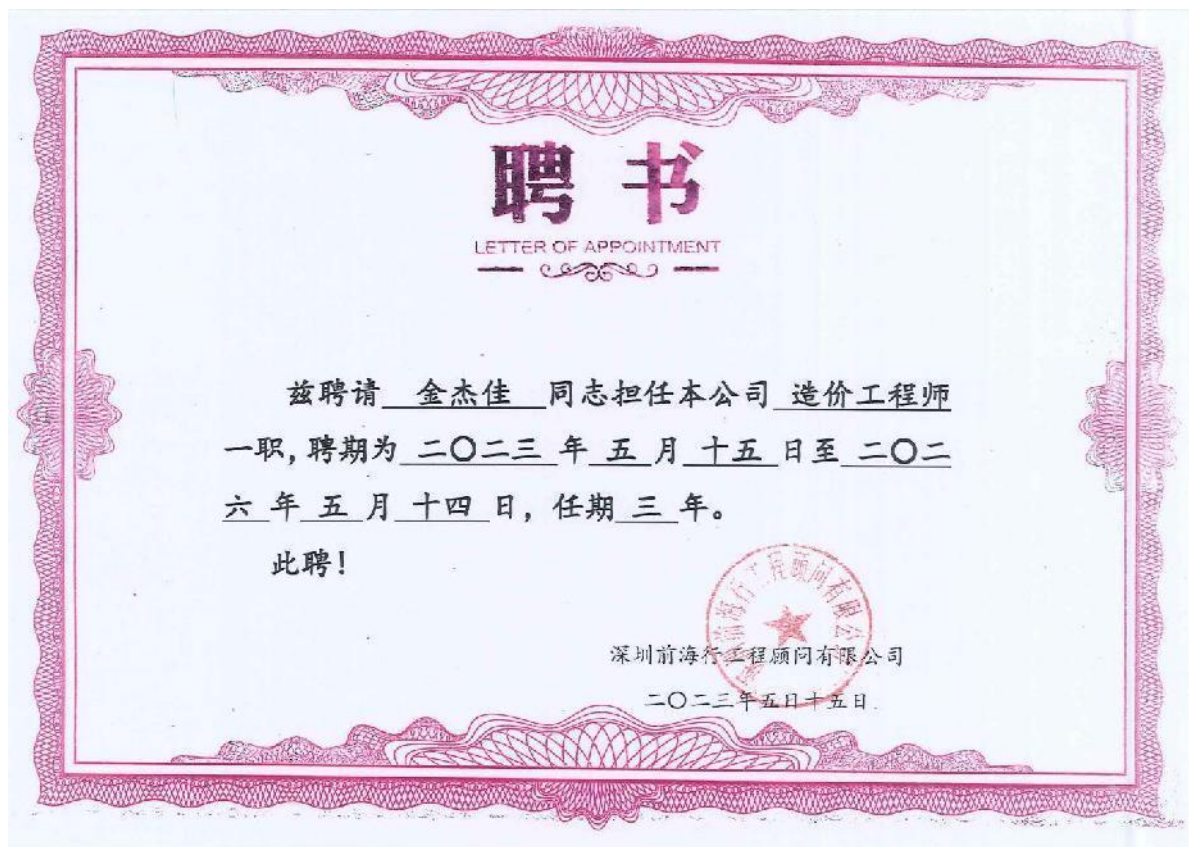 聘 书
LETTER OF APPOINTMENT
兹聘请 金杰佳 同志担任本公司 造价工程师
一职，聘期为 二〇二三 年 五 月 十五 日至 二〇二
六 年 五 月 十四 日，任期 三 年。
此聘！
深圳前海行工程顾问有限公司
二〇二三年五月十五日